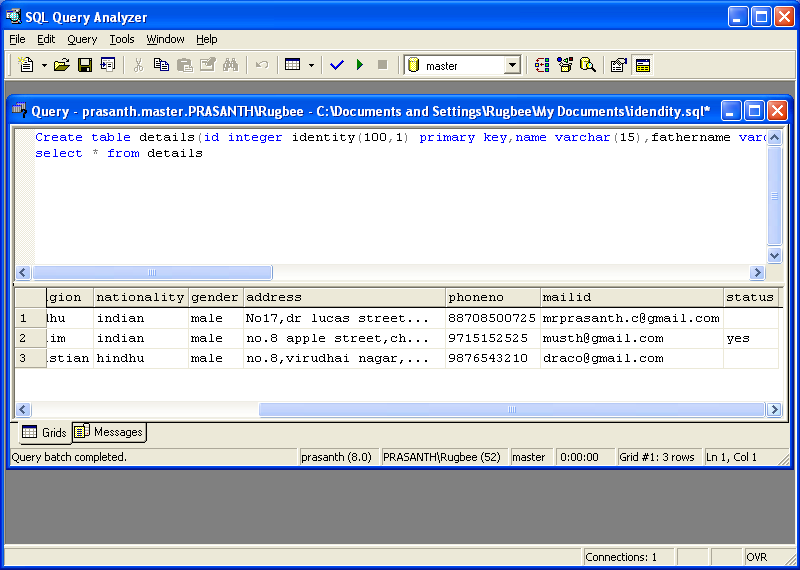 SQL Query Analyzer
File Edit Query Tools Window Help
master
Query - prasanth.master.PRASANTH\Rugbee - C:\Documents and Settings\Rugbee\My Documents\idendity.sql*
Create table details(id integer identity(100,1) primary key,name varchar(15),fathername varc
select * from details
igion nationality gender address phoneno mailid status
1 dhu indian male No17,dr lucas street... 88708500725 mrprasanth.c@gmail.com
2 lim indian male no.8 apple street,ch... 9715152525 musth@gmail.com yes
3 istian hindhu male no.8,virudhai nagar,... 9876543210 draco@gmail.com
Grids Messages
Query batch completed. prasanth (8.0) PRASANTH\Rugbee (52) master 0:00:00 Grid #1: 3 rows Ln 1, Col 1
Connections: 1 OVR